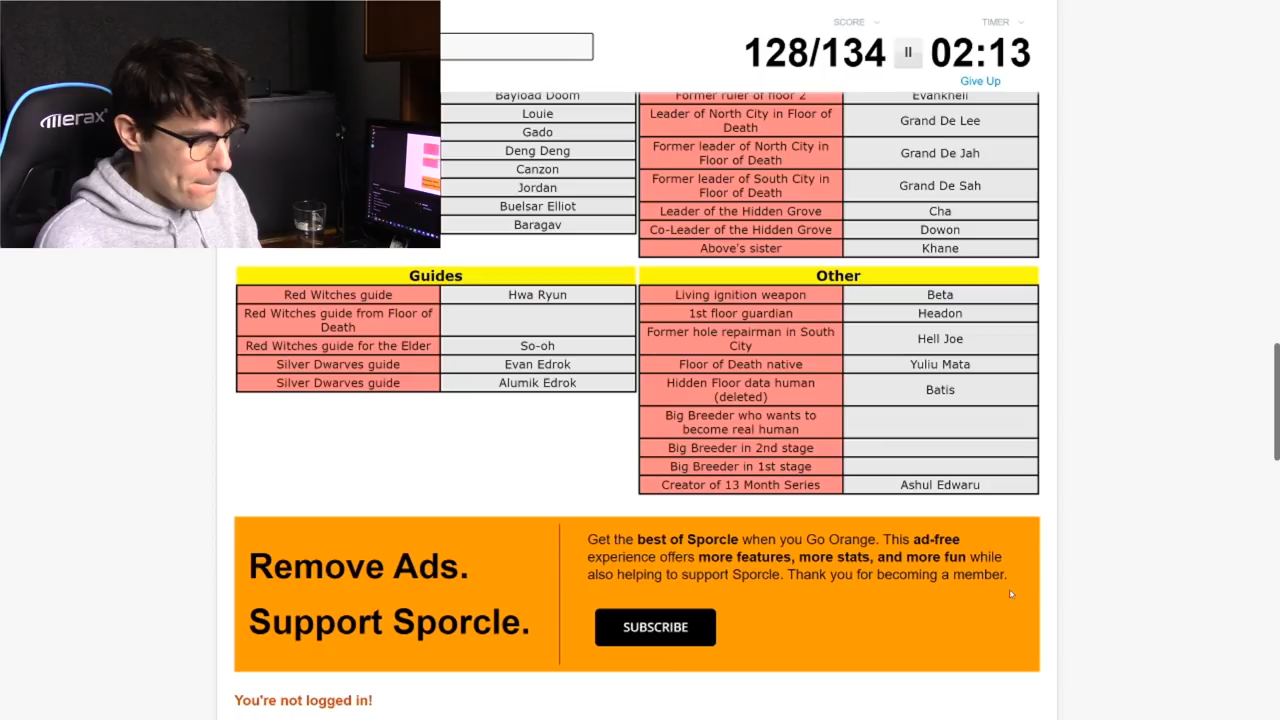 SCORE
TIMER
128/134
02:13
Give Up
merax
Bayload Doom
Louie
Gado
Deng Deng
Canzon
Jordan
Buelsar Elliot
Baragav
Former ruler of floor 2
Evankhell
Leader of North City in Floor of
Death
Grand De Lee
Former leader of North City in
Floor of Death
Grand De Jah
Former leader of South City in
Floor of Death
Grand De Sah
Leader of the Hidden Grove
Cha
Co-Leader of the Hidden Grove
Dowon
Above's sister
Khane
Guides
Red Witches guide
Hwa Ryun
Red Witches guide from Floor of
Death
Red Witches guide for the Elder
So-oh
Silver Dwarves guide
Evan Edrok
Silver Dwarves guide
Alumik Edrok
Other
Living ignition weapon
Beta
1st floor guardian
Headon
Former hole repairman in South
City
Hell Joe
Floor of Death native
Yuliu Mata
Hidden Floor data human
(deleted)
Batis
Big Breeder who wants to
become real human
Big Breeder in 2nd stage
Big Breeder in 1st stage
Creator of 13 Month Series
Ashul Edwaru
Remove Ads.
Support Sporcle.
Get the best of Sporcle when you Go Orange. This ad-free
experience offers more features, more stats, and more fun while
also helping to support Sporcle. Thank you for becoming a member.
SUBSCRIBE
You're not logged in!